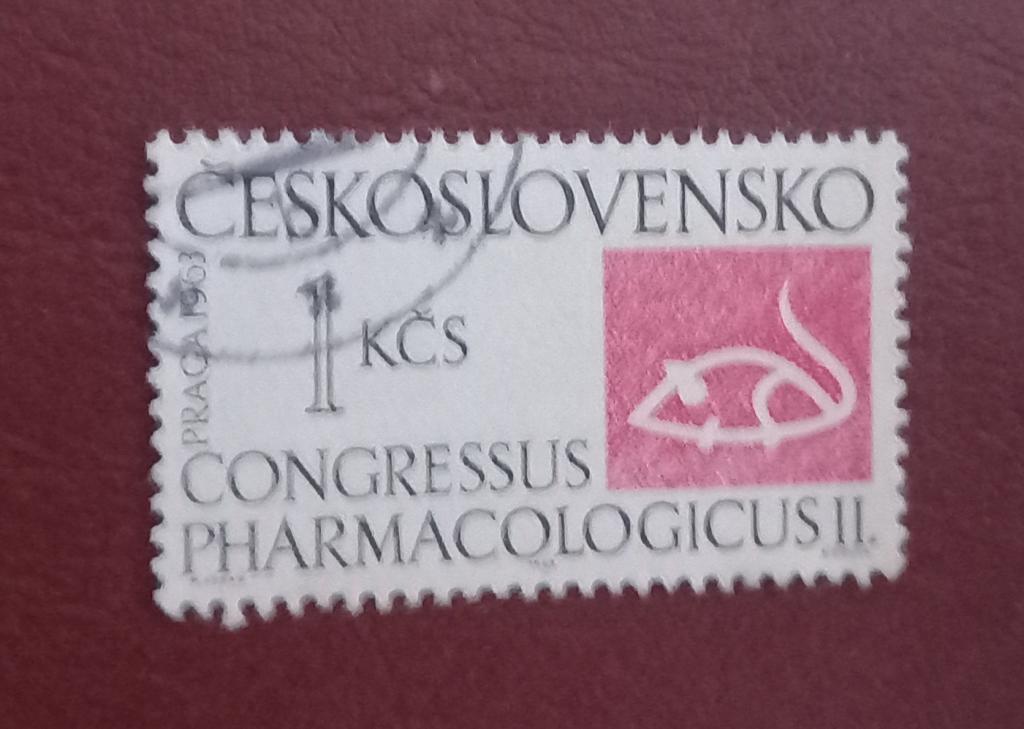 ČESKOSLOVENSKO
PRAGA 1963
1 KČS
CONGRESSUS
PHARMACOLOGICUS II.